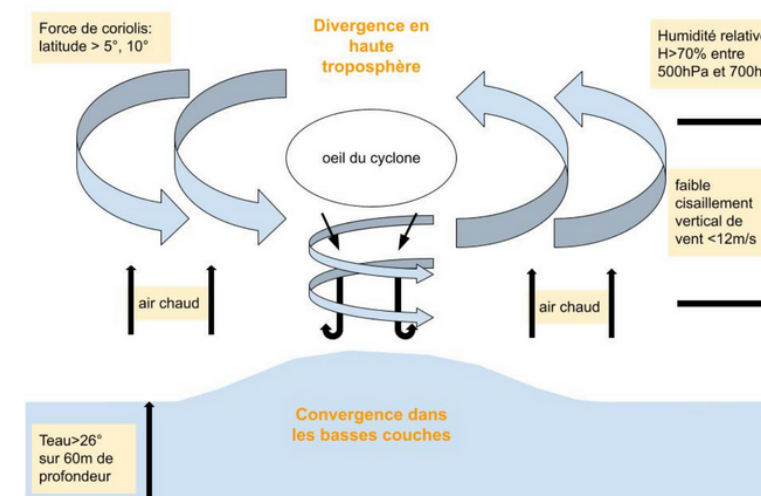 Force de coriolis:
latitude > 5°, 10°
Divergence en
haute
troposphère
Humidité relative
H>70% entre
500hPa et 700h
oeil du cyclone
faible
cisaillement
vertical de
vent <12m/s
air chaud
air chaud
Convergence dans
les basses couches
Teau>26°
sur 60m de
profondeur